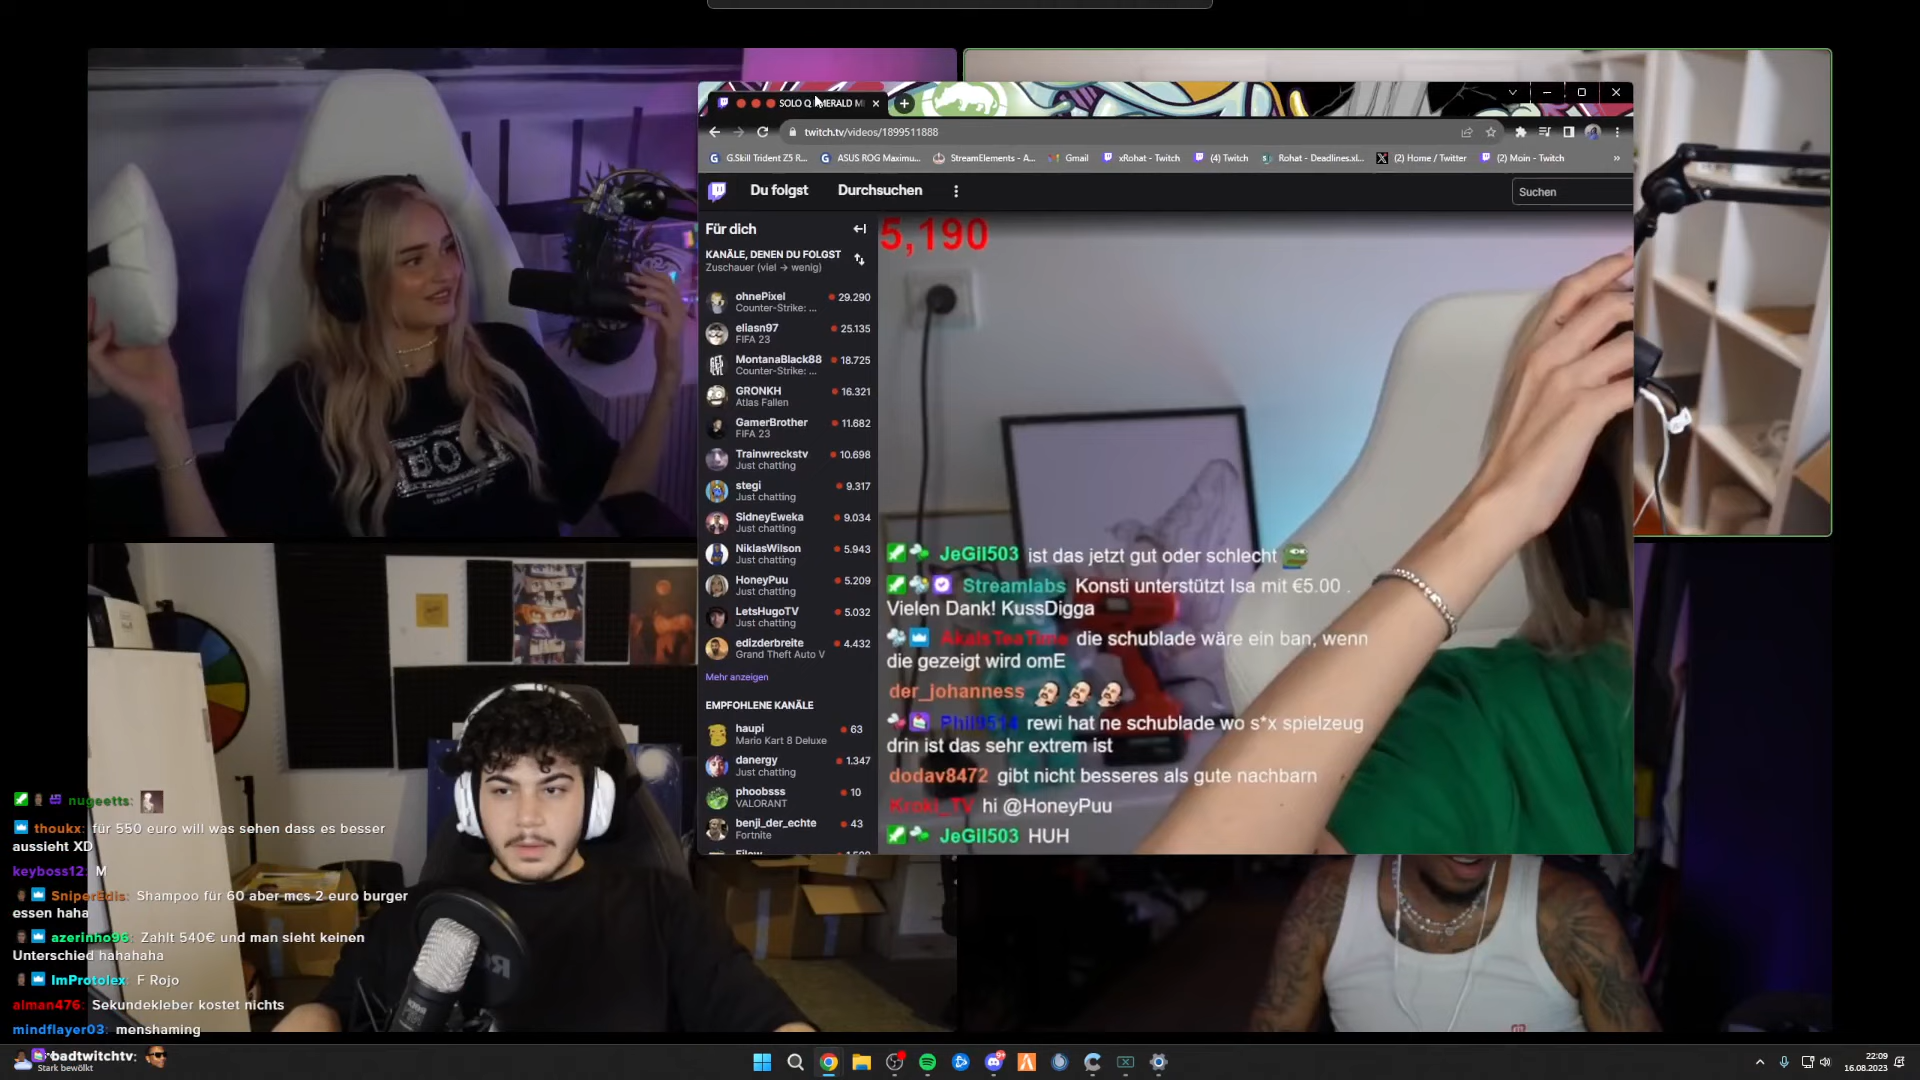 SOLO Q EMERALD M
twitch.tv/videos/1899511888
G.Skill Trident Z5 R...
ASUS ROG Maximu...
StreamElements - A...
Gmail
xRohat - Twitch
(4) Twitch
Rohat - Deadlines.xl...
(2) Home / Twitter
(2) Moin - Twitch
»
Du folgst
Durchsuchen
Suchen
Für dich
KANÄLE, DENEN DU FOLGST
Zuschauer (viel → wenig)
ohnePixel 29.290
Counter-Strike: ...
eliasn97 25.135
FIFA 23
MontanaBlack88 18.725
Counter-Strike: ...
GRONKH 16.321
Atlas Fallen
GamerBrother 11.682
FIFA 23
Trainwreckstv 10.698
Just chatting
stegi 9.317
Just chatting
SidneyEweka 9.034
Just chatting
NiklasWilson 5.943
Just chatting
HoneyPuu 5.209
Just chatting
LetsHugoTV 5.032
Just chatting
edizderbreite 4.432
Grand Theft Auto V
Mehr anzeigen
EMPFOHLENE KANÄLE
haupi 63
Mario Kart 8 Deluxe
danergy 1.347
Just chatting
phoobsss 10
VALORANT
benji_der_echte 43
Fortnite
5,190
JeGil503 ist das jetzt gut oder schlecht
Streamlabs Konsti unterstützt Isa mit €5.00 .
Vielen Dank! KussDigga
AkaisTeaTime die schublade wäre ein ban, wenn
die gezeigt wird omE
der_johanness
Phil9514 rewi hat ne schublade wo s*x spielzeug
drin ist das sehr extrem ist
dodav8472 gibt nicht besseres als gute nachbarn
Kroki_TV hi @HoneyPuu
JeGil503 HUH
nugeetts:
thoukx: für 550 euro will was sehen dass es besser
aussieht XD
keyboss12: M
SniperEdis: Shampoo für 60 aber mcs 2 euro burger
essen haha
azerinho96: Zahlt 540€ und man sieht keinen
Unterschied hahahaha
ImProtolex: F Rojo
alman476: Sekundekleber kostet nichts
mindflayer03: menshaming
badtwitchtv:
Stark bewölkt
22:09
16.08.2023